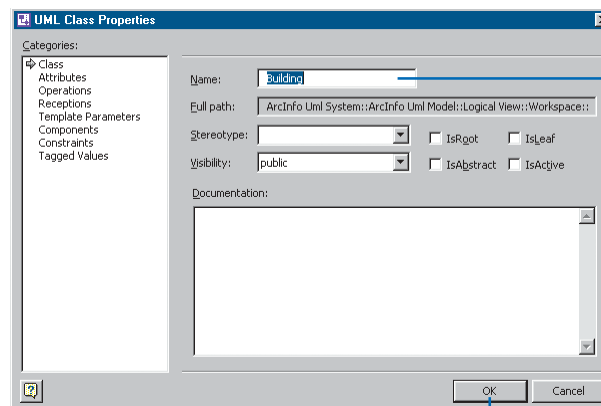 UML Class Properties
Categories:
Class
Attributes
Operations
Receptions
Template Parameters
Components
Constraints
Tagged Values
Name: Building
Full path: ArcInfo Uml System::ArcInfo Uml Model::Logical View::Workspace::
Stereotype: IsRoot IsLeaf
Visibility: public IsAbstract IsActive
Documentation:
OK Cancel